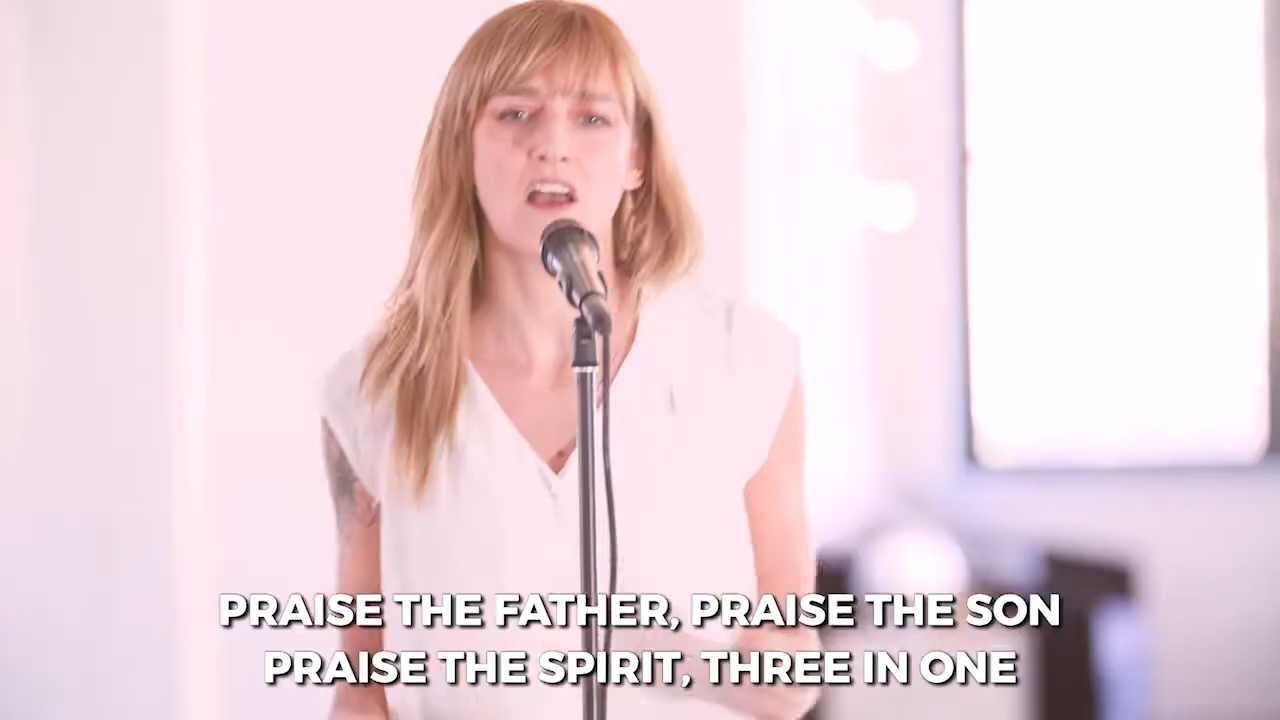 PRAISE THE FATHER, PRAISE THE SON
PRAISE THE SPIRIT, THREE IN ONE